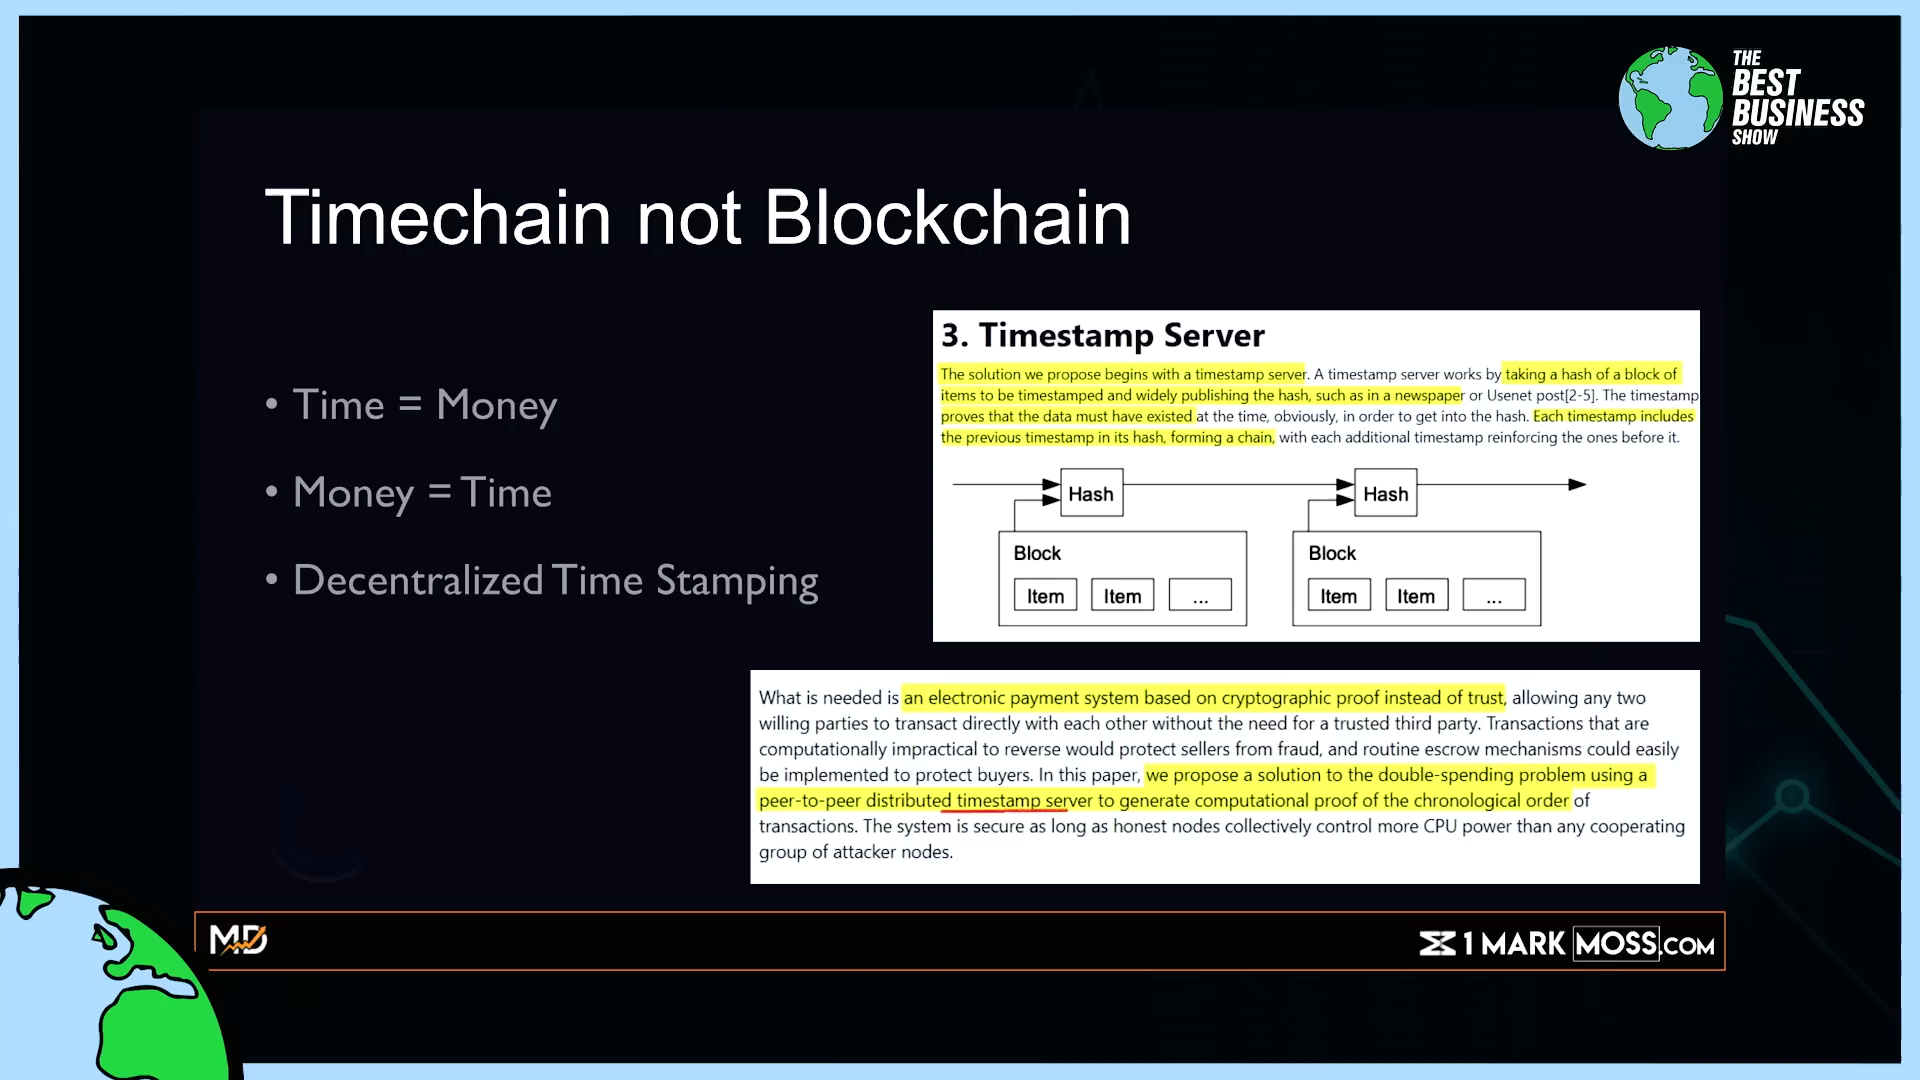 THE
BEST
BUSINESS
SHOW
Timechain not Blockchain
• Time = Money
• Money = Time
• Decentralized Time Stamping
3. Timestamp Server
The solution we propose begins with a timestamp server. A timestamp server works by taking a hash of a block of
items to be timestamped and widely publishing the hash, such as in a newspaper or Usenet post[2-5]. The timestamp
proves that the data must have existed at the time, obviously, in order to get into the hash. Each timestamp includes
the previous timestamp in its hash, forming a chain, with each additional timestamp reinforcing the ones before it.
Hash
Hash
Block
Block
Item Item ...
Item Item ...
What is needed is an electronic payment system based on cryptographic proof instead of trust, allowing any two
willing parties to transact directly with each other without the need for a trusted third party. Transactions that are
computationally impractical to reverse would protect sellers from fraud, and routine escrow mechanisms could easily
be implemented to protect buyers. In this paper, we propose a solution to the double-spending problem using a
peer-to-peer distributed timestamp server to generate computational proof of the chronological order of
transactions. The system is secure as long as honest nodes collectively control more CPU power than any cooperating
group of attacker nodes.
MD
1 MARK MOSS.COM